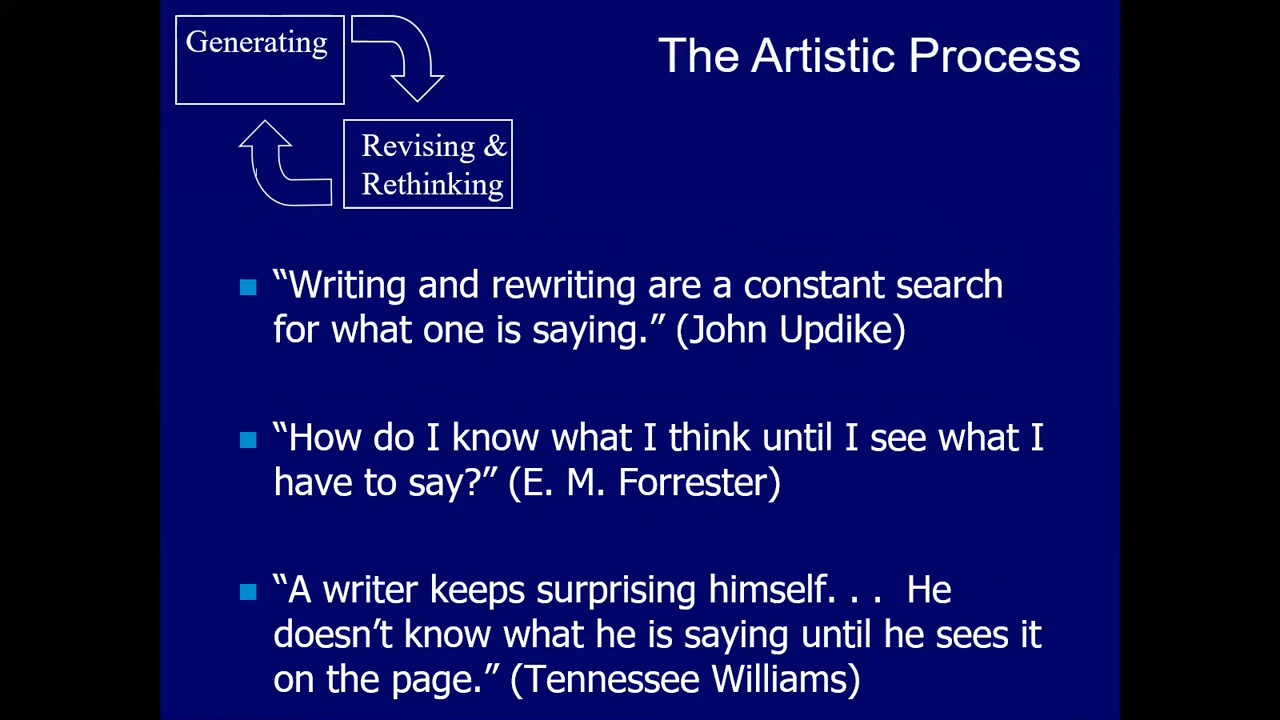 Generating
The Artistic Process
Revising &
Rethinking
“Writing and rewriting are a constant search
for what one is saying.” (John Updike)
“How do I know what I think until I see what I
have to say?” (E. M. Forrester)
“A writer keeps surprising himself. . .  He
doesn’t know what he is saying until he sees it
on the page.” (Tennessee Williams)